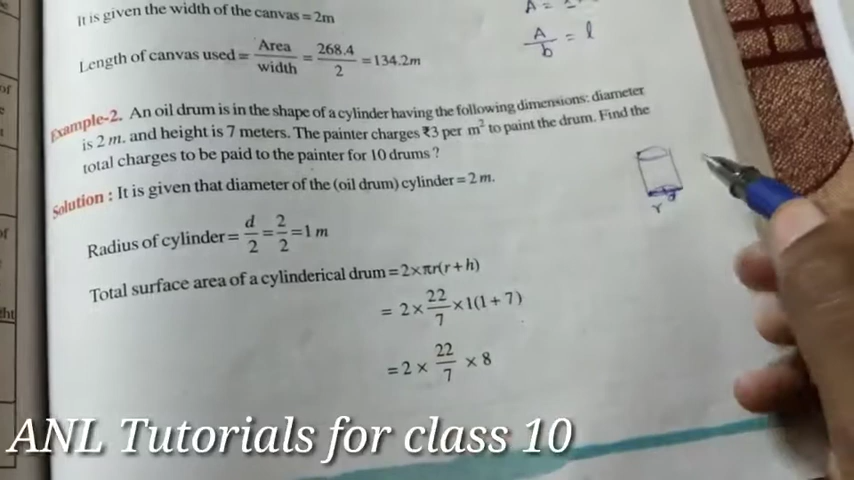 It is given the width of the canvas = 2m
A =
Length of canvas used = Area / width = 268.4 / 2 = 134.2m
A / b = l
Example-2. An oil drum is in the shape of a cylinder having the following dimensions: diameter
is 2 m. and height is 7 meters. The painter charges ₹3 per m² to paint the drum. Find the
total charges to be paid to the painter for 10 drums ?
Solution : It is given that diameter of the (oil drum) cylinder = 2 m.
r
d
Radius of cylinder = d / 2 = 2 / 2 = 1 m
Total surface area of a cylinderical drum = 2×πr(r + h)
= 2 × 22 / 7 × 1(1 + 7)
= 2 × 22 / 7 × 8
ANL Tutorials for class 10